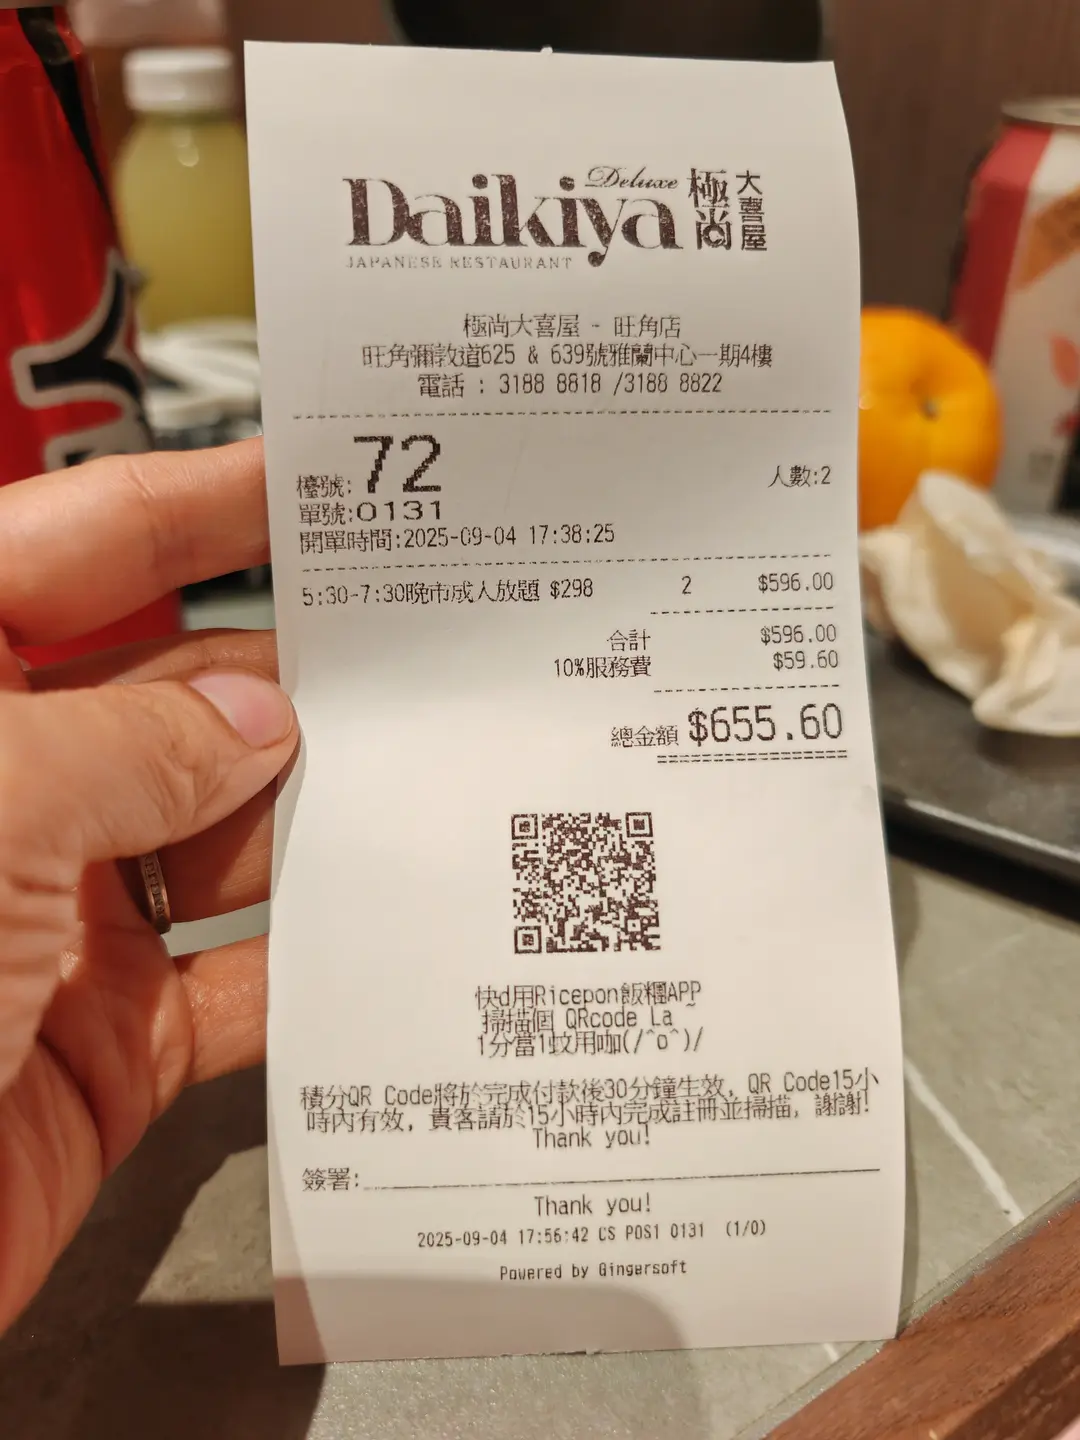 Daikiya Deluxe 極尚 大喜屋
JAPANESE RESTAURANT
極尚大喜屋 - 旺角店
旺角彌敦道625 & 639號雅蘭中心一期4樓
電話 : 3188 8818 /3188 8822
檯號:72 人數:2
單號:0131
開單時間:2025-09-04 17:38:25
5:30-7:30晚市成人放題 $298 2 $596.00
合計 $596.00
10%服務費 $59.60
總金額 $655.60
快d用Ricepon飯糰APP
掃描個 QRcode La~
1分當1蚊用咖(/^o^)/
積分QR Code將於完成付款後30分鐘生效, QR Code15小
時內有效, 貴客請於15小時內完成註冊並掃描, 謝謝!
Thank you!
簽署:
Thank you!
2025-09-04 17:56:42 CS POS1 0131 (1/0)
Powered by Gingersoft